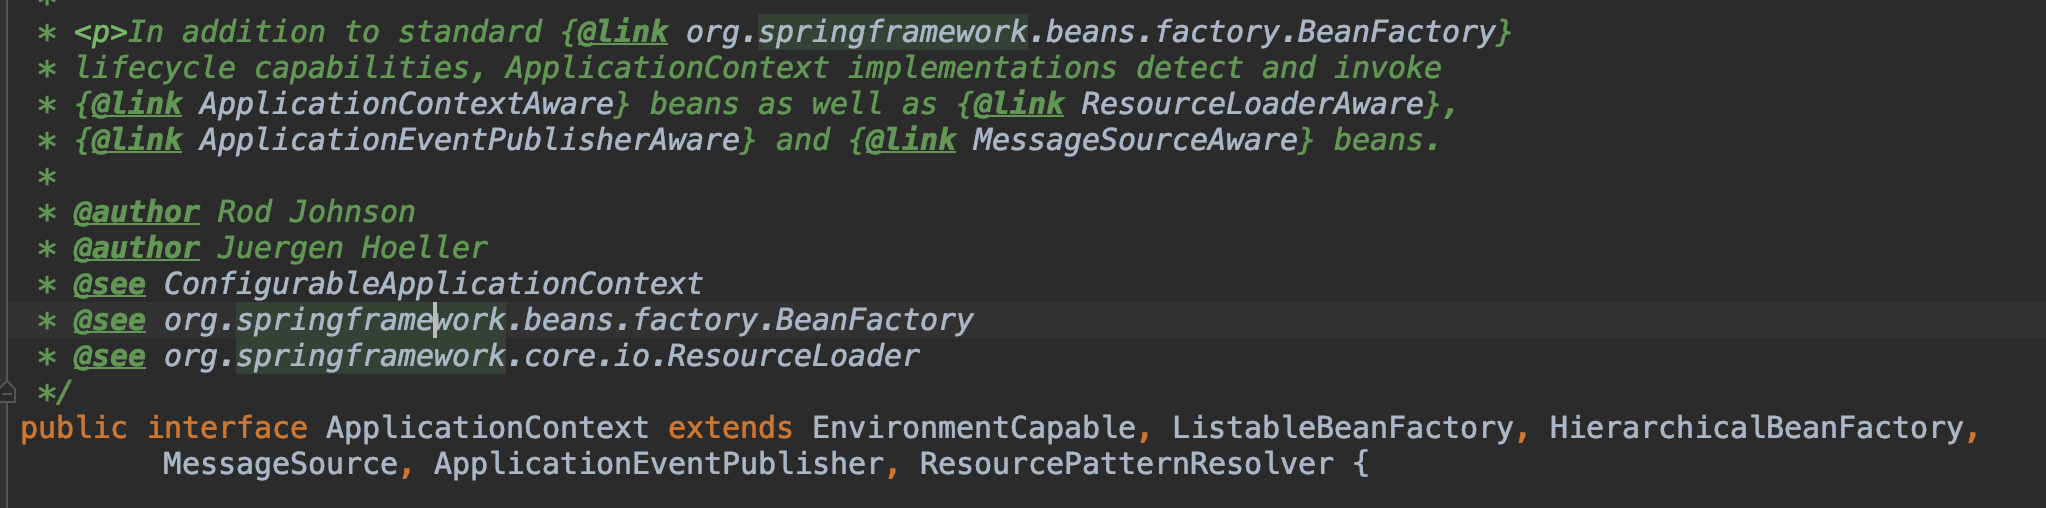 *
* <p>In addition to standard {@link org.springframework.beans.factory.BeanFactory}
* lifecycle capabilities, ApplicationContext implementations detect and invoke
* {@link ApplicationContextAware} beans as well as {@link ResourceLoaderAware},
* {@link ApplicationEventPublisherAware} and {@link MessageSourceAware} beans.
*
* @author Rod Johnson
* @author Juergen Hoeller
* @see ConfigurableApplicationContext
* @see org.springframework.beans.factory.BeanFactory
* @see org.springframework.core.io.ResourceLoader
*/
public interface ApplicationContext extends EnvironmentCapable, ListableBeanFactory, HierarchicalBeanFactory,
MessageSource, ApplicationEventPublisher, ResourcePatternResolver {